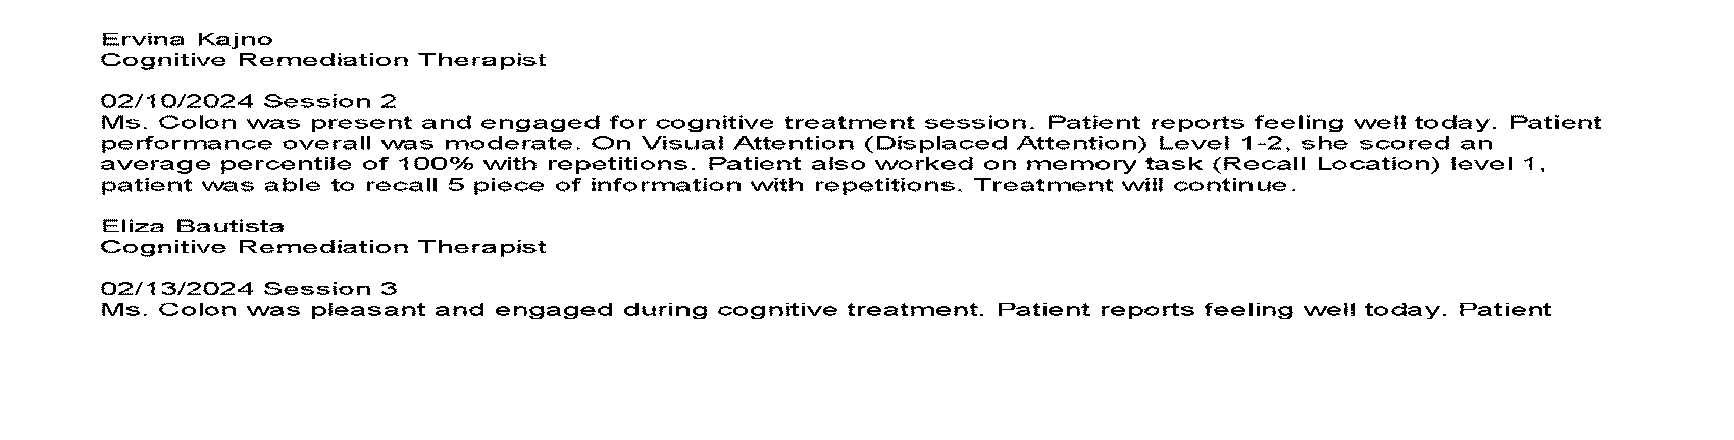 Ervina Kajno
Cognitive Remediation Therapist
02/10/2024 Session 2
Ms. Colon was present and engaged for cognitive treatment session. Patient reports feeling well today. Patient
performance overall was moderate. On Visual Attention (Displaced Attention) Level 1-2, she scored an
average percentile of 100% with repetitions. Patient also worked on memory task (Recall Location) level 1,
patient was able to recall 5 piece of information with repetitions. Treatment will continue.
Eliza Bautista
Cognitive Remediation Therapist
02/13/2024 Session 3
Ms. Colon was pleasant and engaged during cognitive treatment. Patient reports feeling well today. Patient